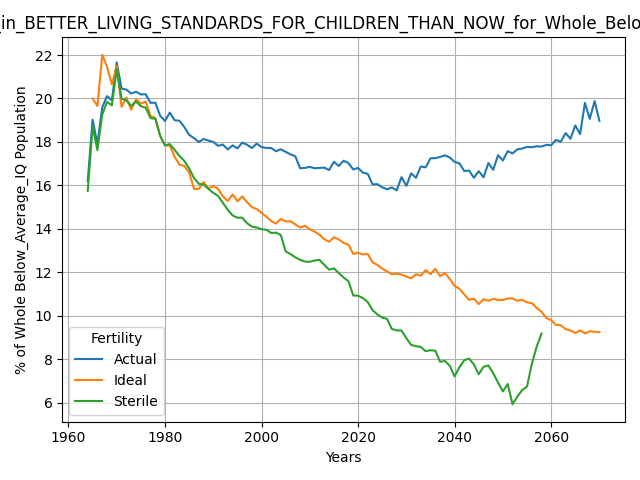 _in_BETTER_LIVING_STANDARDS_FOR_CHILDREN_THAN_NOW_for_Whole_Belo
% of Whole Below_Average_IQ Population
22
20
18
16
14
12
10
8
6
Fertility
Actual
Ideal
Sterile
1960 1980 2000 2020 2040 2060
Years